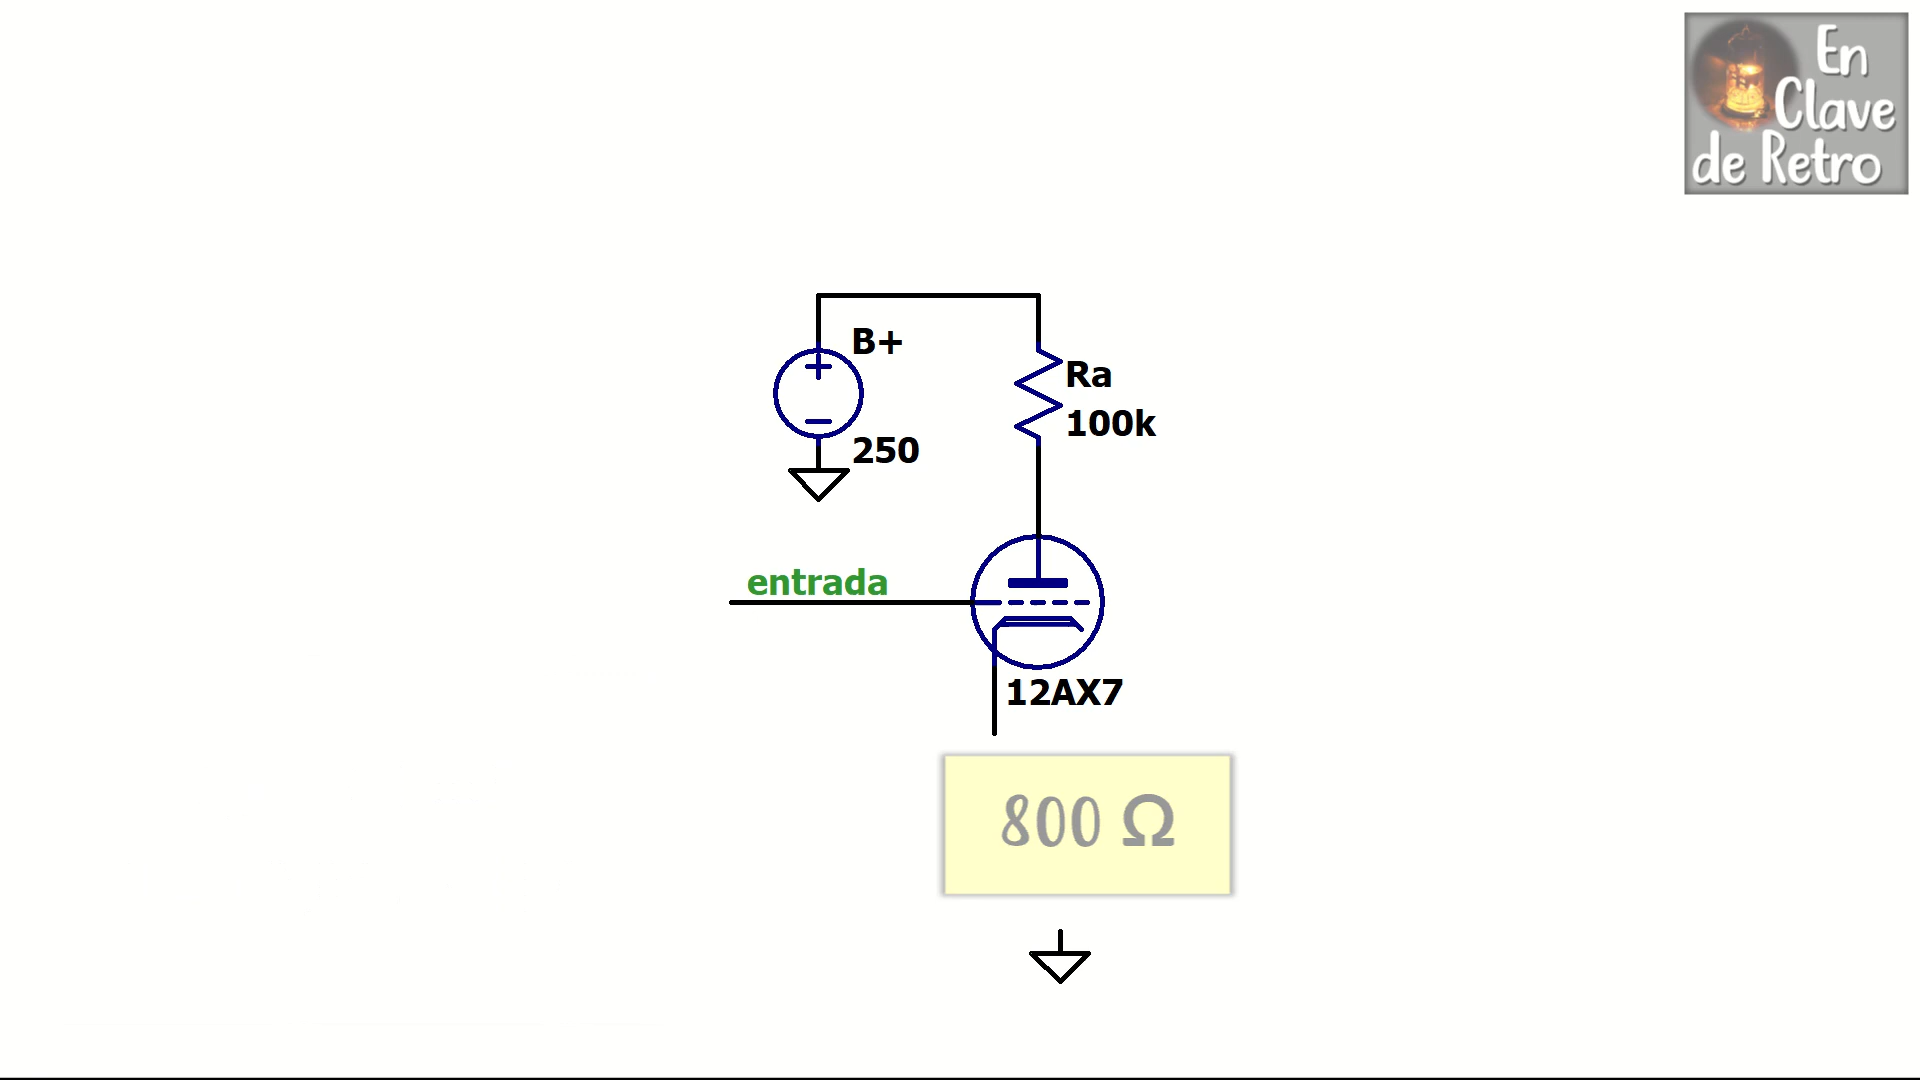 En
Clave
de Retro
B+
250
Ra
100k
entrada
12AX7
800 Ω